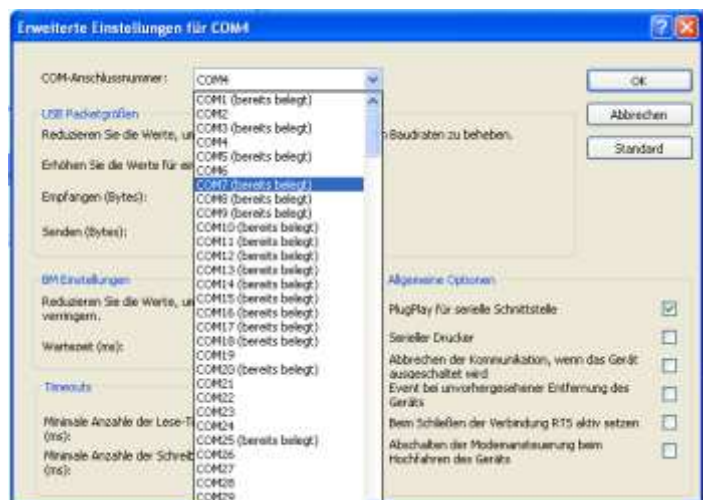 Erweiterte Einstellungen für COM4
COM-Anschlussnummer:
COM4
COM1 (bereits belegt)
COM2
COM3 (bereits belegt)
COM4
COM5 (bereits belegt)
COM6
COM7 (bereits belegt)
COM8 (bereits belegt)
COM9 (bereits belegt)
COM10 (bereits belegt)
COM11 (bereits belegt)
COM12 (bereits belegt)
COM13 (bereits belegt)
COM14 (bereits belegt)
COM15 (bereits belegt)
COM16 (bereits belegt)
COM17 (bereits belegt)
COM18 (bereits belegt)
COM19
COM20 (bereits belegt)
COM21
COM22
COM23
COM24
COM25 (bereits belegt)
COM26
COM27
COM28
COM29
OK
Abbrechen
Standard
USB Packetgrößen
Reduzieren Sie die Werte, un
n Baudraten zu beheben.
Erhöhen Sie die Werte für
Empfangen (Bytes):
Senden (Bytes):
BM Einstellungen
Reduzieren Sie die Werte, u
verringern.
Wartezeit (ms):
Timeouts
Minimale Anzahle der Lese-Ti
(ms):
Minimale Anzahle der Schreib
(ms):
Allgemeine Optionen
PlugPlay für serielle Schnittstelle
Serieller Drucker
Abbrechen der Kommunikation, wenn das Gerät
ausgeschaltet wird
Event bei unvorhergesehener Entfernung des
Geräts
Beim Schließen der Verbindung RTS aktiv setzen
Abschalten der Modemansteuerung beim
Hochfahren des Geräts